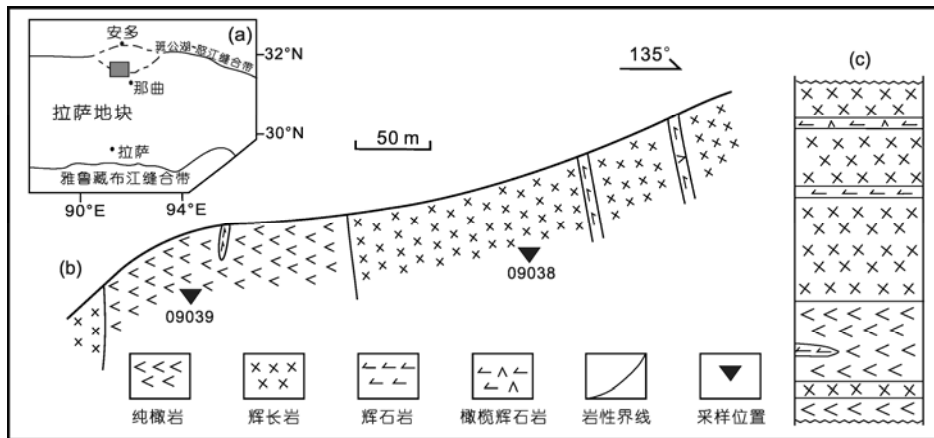 安多
(a)
班公湖-怒江缝合带
32°N
那曲
拉萨地块
30°N
拉萨
雅鲁藏布江缝合带
90°E
94°E
135°
50 m
(b)
09039
09038
(c)
纯橄岩
辉长岩
辉石岩
橄榄辉石岩
岩性界线
采样位置